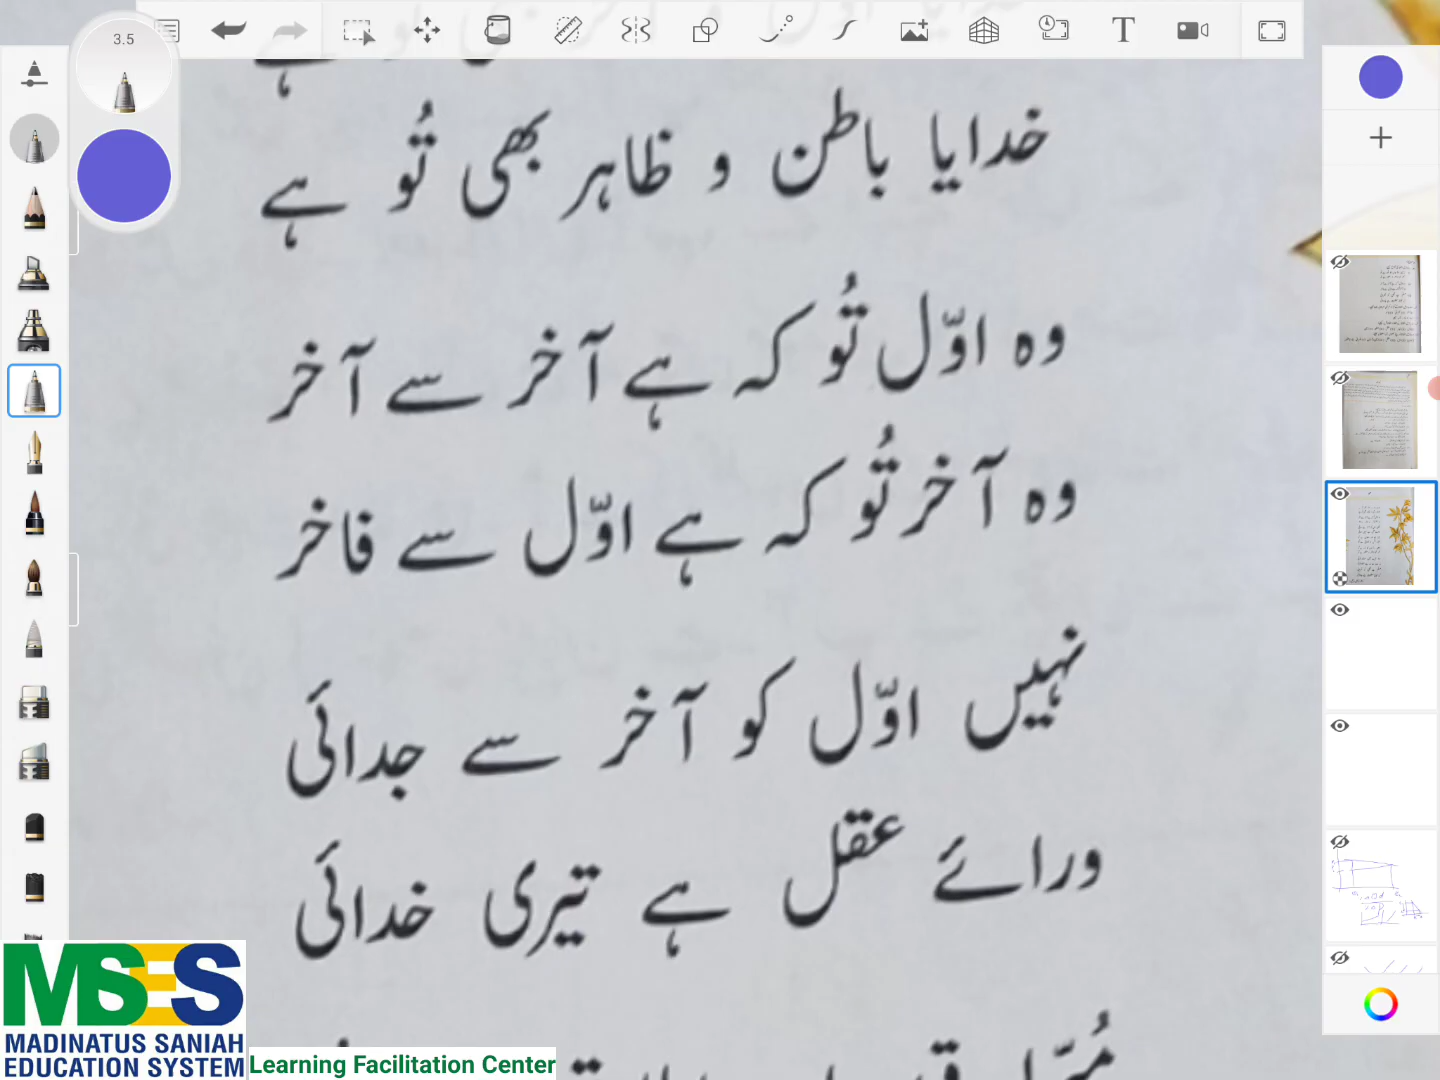 3.5
T
خدایا باطن و ظاہر بھی تُو ہے
وہ اوّل تُو کہ ہے آخر سے آخر
وہ آخر تُو کہ ہے اوّل سے فاخر
نہیں اوّل کو آخر سے جدائی
ورائے عقل ہے تیری خدائی
MSES
MADINATUS SANIAH
EDUCATION SYSTEM
Learning Facilitation Center